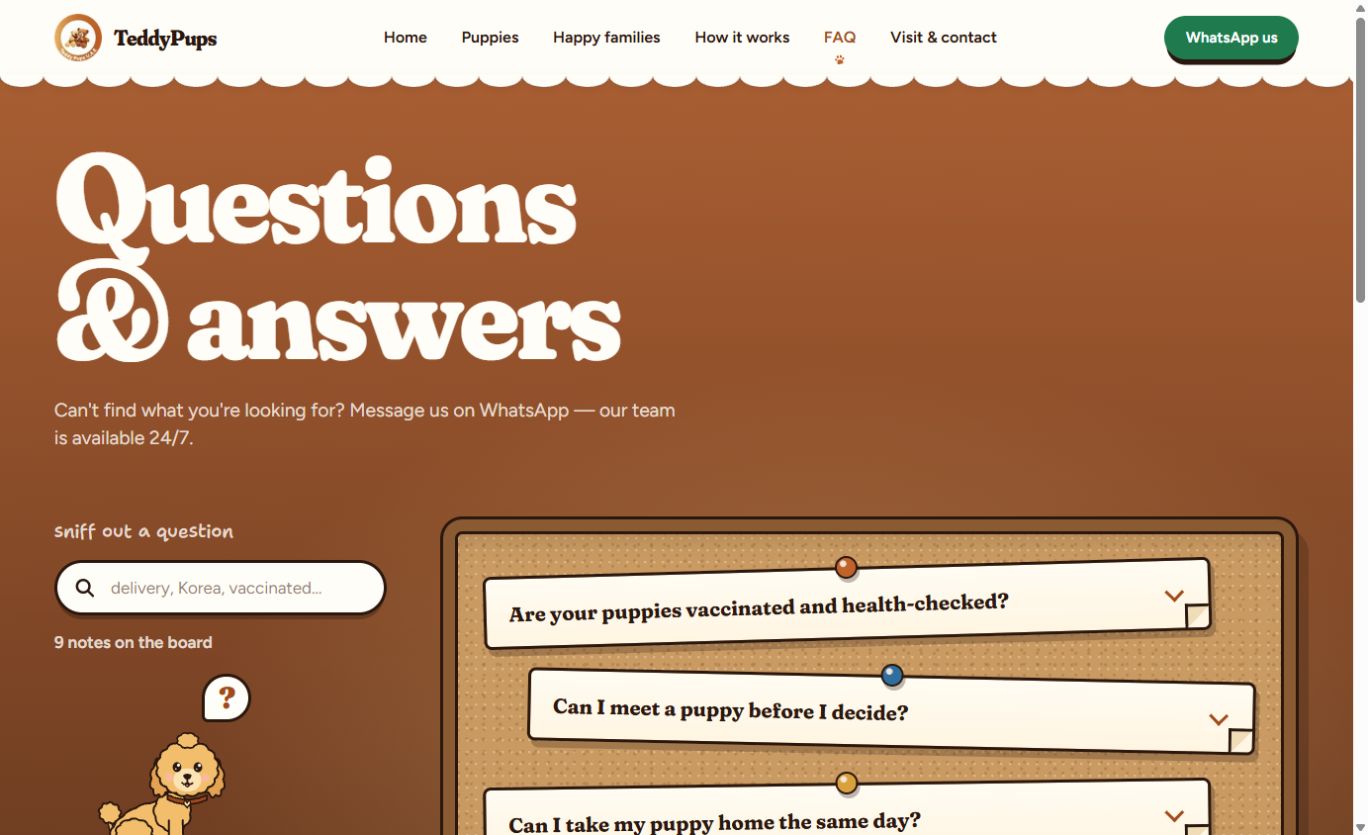 TeddyPups
Home
Puppies
Happy families
How it works
FAQ
Visit & contact
WhatsApp us
Questions
& answers
Can't find what you're looking for? Message us on WhatsApp — our team
is available 24/7.
sniff out a question
delivery, Korea, vaccinated...
9 notes on the board
?
Are your puppies vaccinated and health-checked?
Can I meet a puppy before I decide?
Can I take my puppy home the same day?